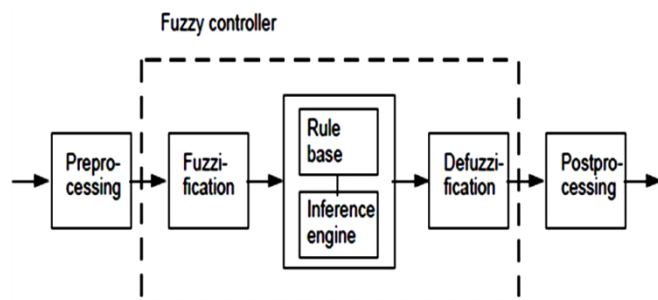 Fuzzy controller
Prepro-
cessing
Fuzzi-
fication
Rule
base
Inference
engine
Defuzzi-
fication
Postpro-
cessing